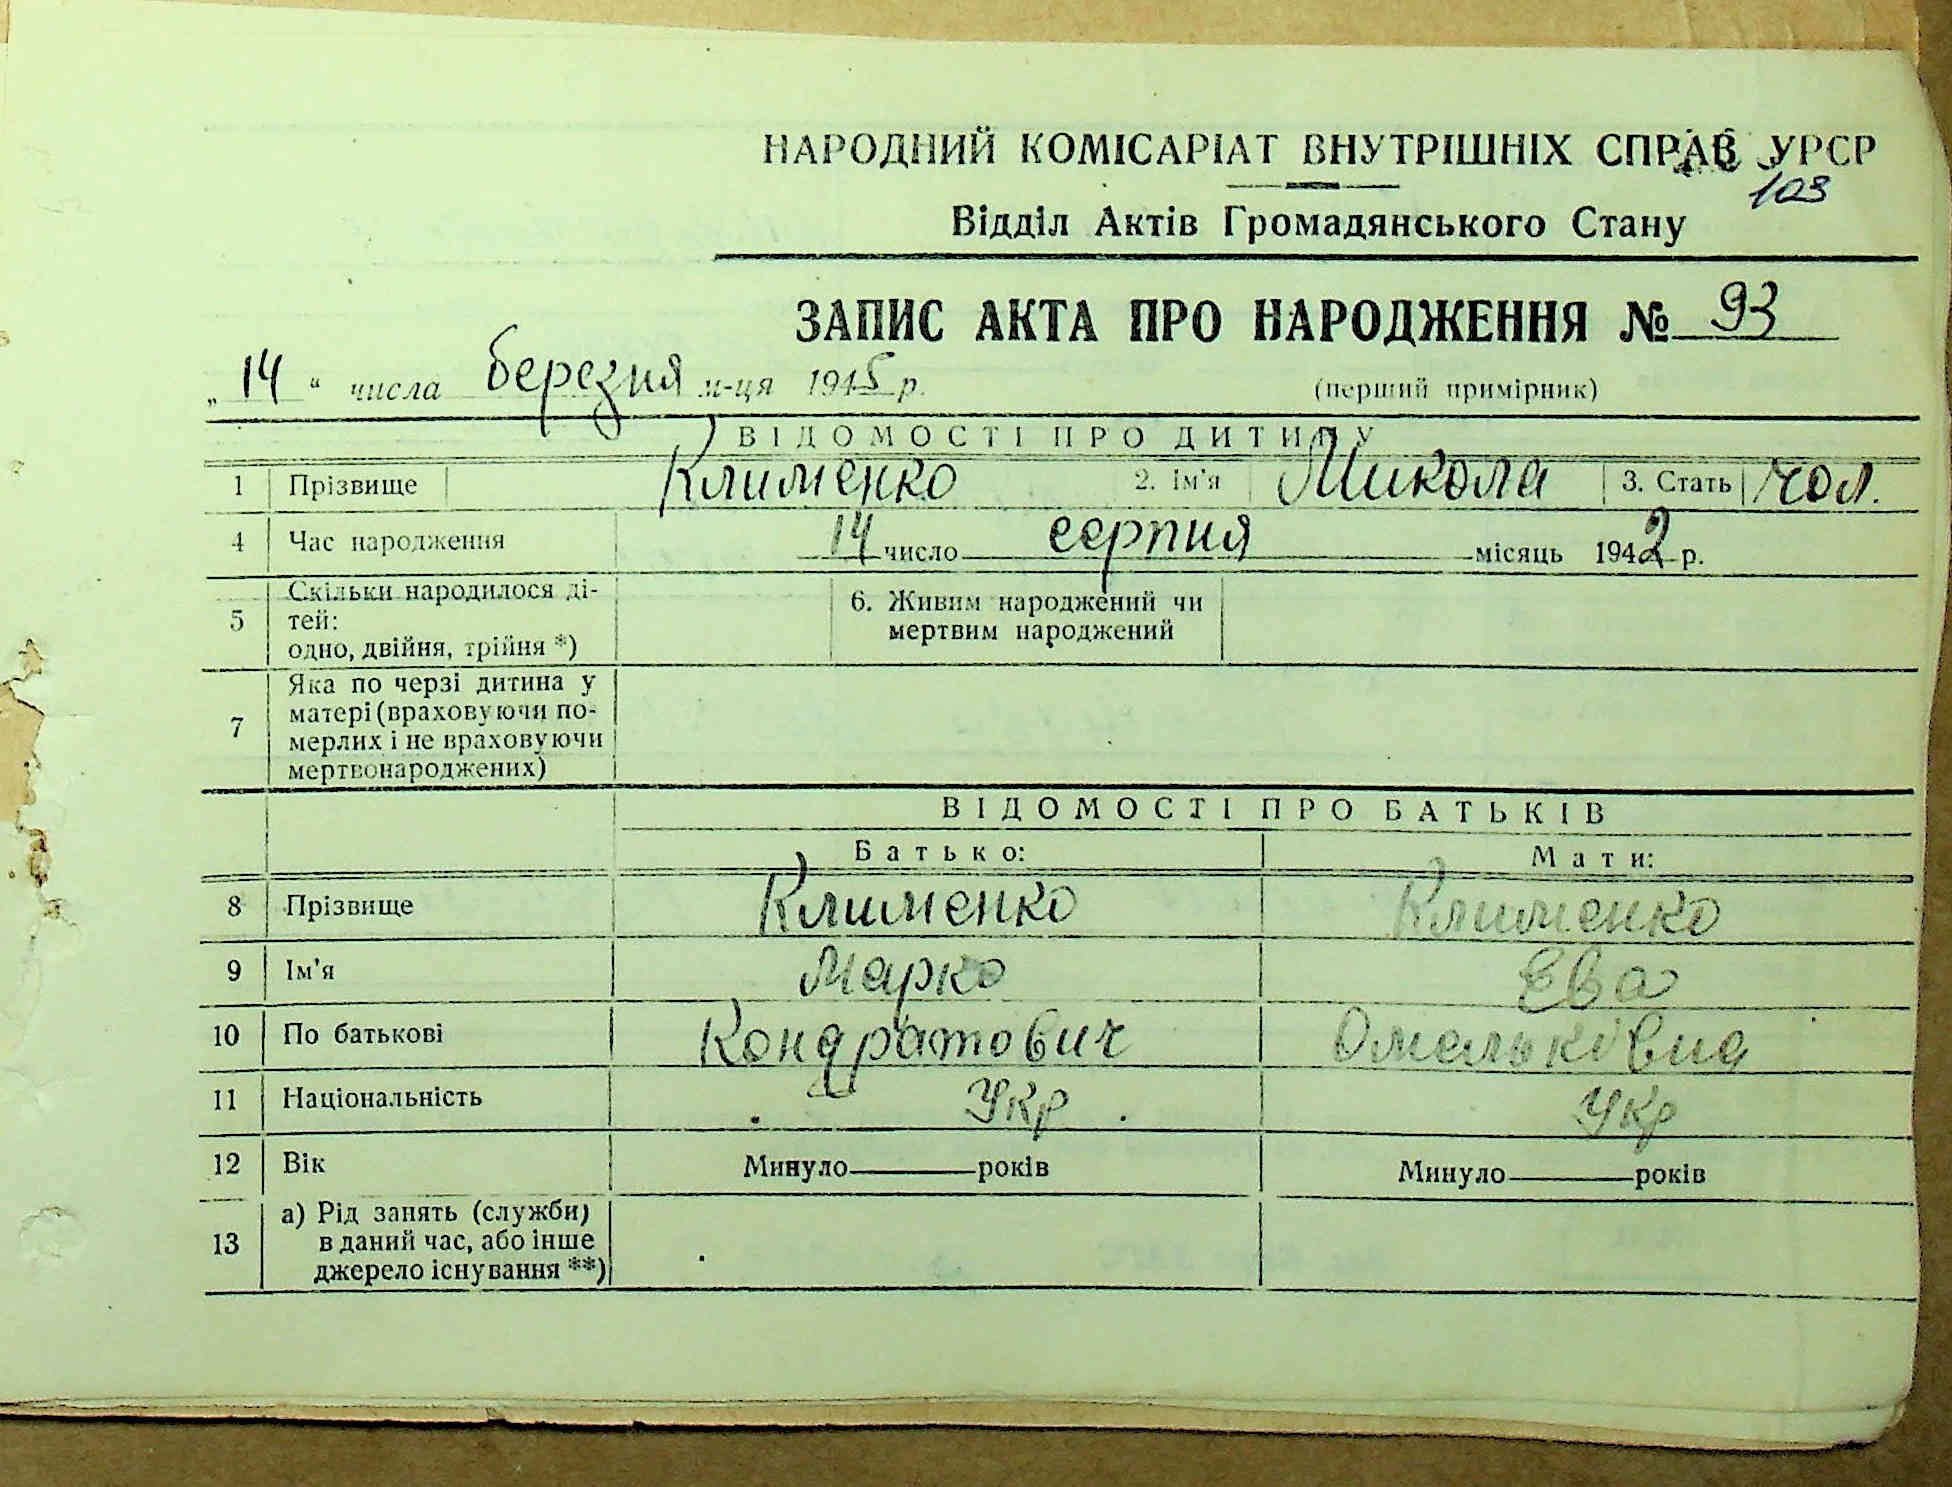 НАРОДНИЙ КОМІСАРІАТ ВНУТРІШНІХ СПРАВ УРСР
103
Відділ Актів Громадянського Стану
ЗАПИС АКТА ПРО НАРОДЖЕННЯ № 93
„14“ числа березня м-ця 1945 р. (перший примірник)
ВІДОМОСТІ ПРО ДИТИНУ
1 Прізвище Клименко 2. Ім'я Микола 3. Стать чол.
4 Час народження 14 число серпня місяць 1942 р.
5 Скільки народилося ді-
тей:
одно, двійня, трійня *)
6. Живим народжений чи
мертвим народжений
7 Яка по черзі дитина у
матері (враховуючи по-
мерлих і не враховуючи
мертвонароджених)
ВІДОМОСТІ ПРО БАТЬКІВ
Батько: Мати:
8 Прізвище Клименко Клименко
9 Ім'я Марко Ева
10 По батькові Кондратович Омельківна
11 Національність Укр Укр
12 Вік Минуло років Минуло років
13 а) Рід занять (служби)
в даний час, або інше
джерело існування **)